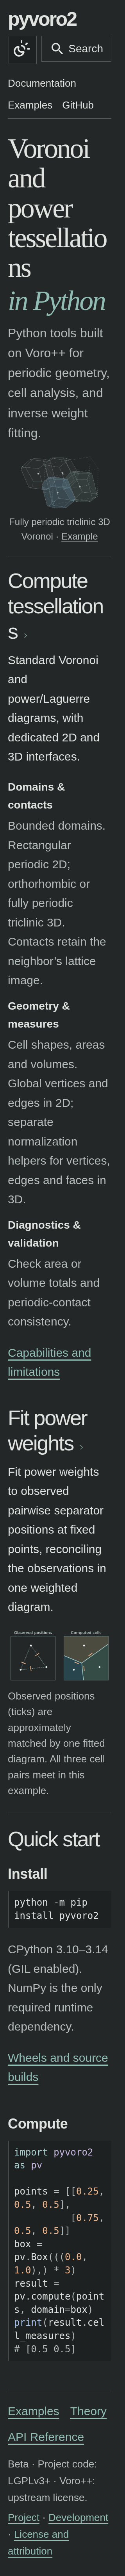 pyvoro2
Search
Documentation
Examples GitHub
Voronoi
and
power
tessellatio
ns
in Python
Python tools built
on Voro++ for
periodic geometry,
cell analysis, and
inverse weight
fitting.
Fully periodic triclinic 3D
Voronoi · Example
Compute
tessellation
s ›
Standard Voronoi
and
power/Laguerre
diagrams, with
dedicated 2D and
3D interfaces.
Domains &
contacts
Bounded domains.
Rectangular
periodic 2D;
orthorhombic or
fully periodic
triclinic 3D.
Contacts retain the
neighbor’s lattice
image.
Geometry &
measures
Cell shapes, areas
and volumes.
Global vertices and
edges in 2D;
separate
normalization
helpers for vertices,
edges and faces in
3D.
Diagnostics &
validation
Check area or
volume totals and
periodic-contact
consistency.
Capabilities and
limitations
Fit power
weights ›
Fit power weights
to observed
pairwise separator
positions at fixed
points, reconciling
the observations in
one weighted
diagram.
Observed positions Computed cells
Observed positions
(ticks) are
approximately
matched by one fitted
diagram. All three cell
pairs meet in this
example.
Quick start
Install
python -m pip
install pyvoro2
CPython 3.10–3.14
(GIL enabled).
NumPy is the only
required runtime
dependency.
Wheels and source
builds
Compute
import pyvoro2
as pv
points = [[0.25,
0.5, 0.5],
[0.75,
0.5, 0.5]]
box =
pv.Box(((0.0,
1.0),) * 3)
result =
pv.compute(point
s, domain=box)
print(result.cel
l_measures)
# [0.5 0.5]
Examples Theory
API Reference
Beta · Project code:
LGPLv3+ · Voro++:
upstream license.
Project · Development
· License and
attribution